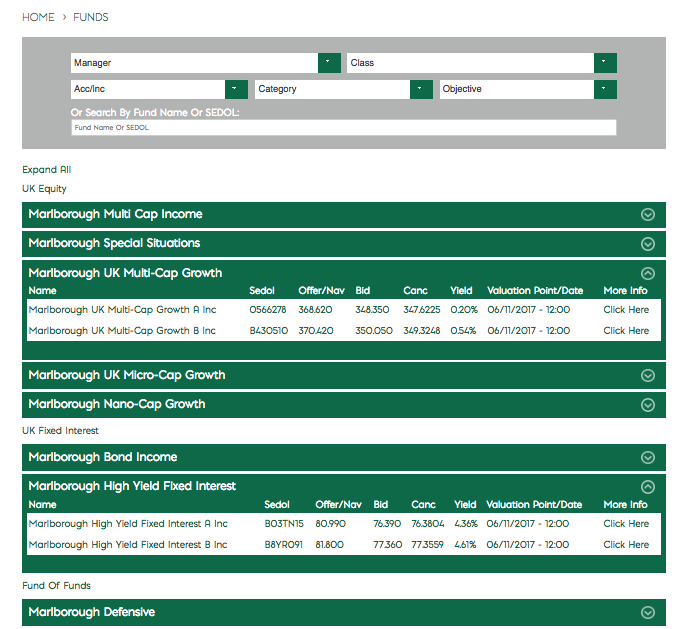 HOME > FUNDS
Manager Class
Acc/Inc Category Objective
Or Search By Fund Name Or SEDOL:
Fund Name Or SEDOL
Expand All
UK Equity
Marlborough Multi Cap Income
Marlborough Special Situations
Marlborough UK Multi-Cap Growth
Name Sedol Offer/Nav Bid Canc Yield Valuation Point/Date More Info
Marlborough UK Multi-Cap Growth A Inc 0566278 368.620 348.350 347.6225 0.20% 06/11/2017 - 12:00 Click Here
Marlborough UK Multi-Cap Growth B Inc B43051O 370.420 350.050 349.3248 0.54% 06/11/2017 - 12:00 Click Here
Marlborough UK Micro-Cap Growth
Marlborough Nano-Cap Growth
UK Fixed Interest
Marlborough Bond Income
Marlborough High Yield Fixed Interest
Name Sedol Offer/Nav Bid Canc Yield Valuation Point/Date More Info
Marlborough High Yield Fixed Interest A Inc B03TN15 80.990 76.390 76.3804 4.36% 06/11/2017 - 12:00 Click Here
Marlborough High Yield Fixed Interest B Inc B8YR091 81.800 77.360 77.3559 4.61% 06/11/2017 - 12:00 Click Here
Fund Of Funds
Marlborough Defensive